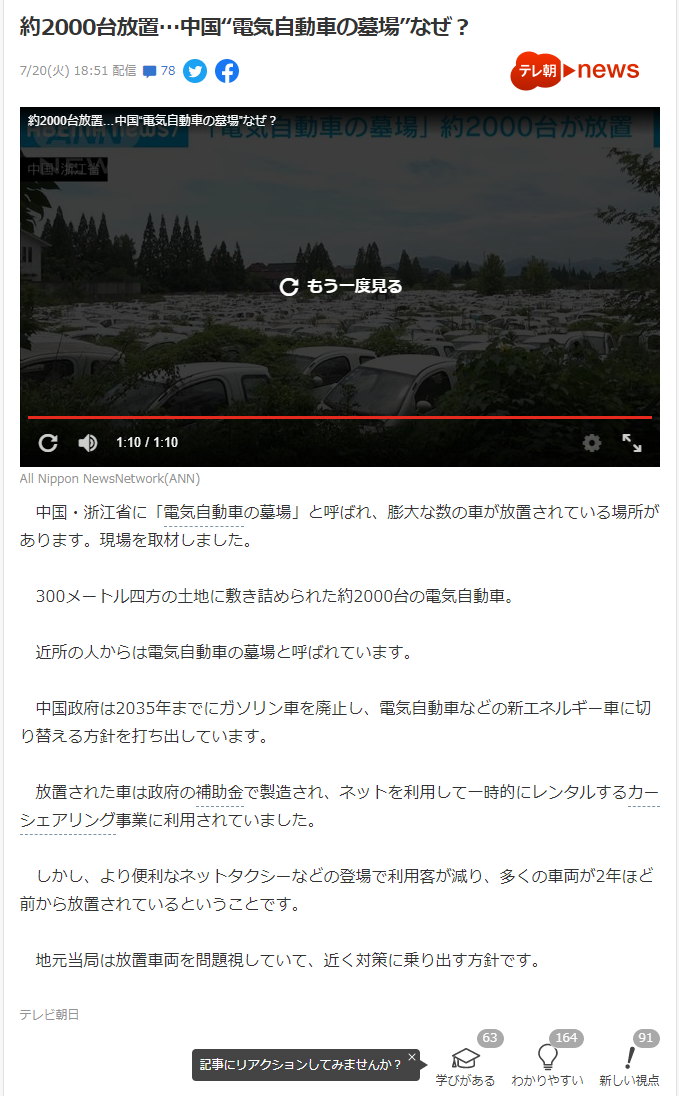 約2000台放置…中国“電気自動車の墓場”なぜ？
7/20(火) 18:51 配信 78
テレ朝 news
約2000台放置…中国“電気自動車の墓場”なぜ？
「電気自動車の墓場」約2000台が放置
中国・浙江省
もう一度見る
1:10 / 1:10
All Nippon NewsNetwork(ANN)
中国・浙江省に「電気自動車の墓場」と呼ばれ、膨大な数の車が放置されている場所が
あります。現場を取材しました。
300メートル四方の土地に敷き詰められた約2000台の電気自動車。
近所の人からは電気自動車の墓場と呼ばれています。
中国政府は2035年までにガソリン車を廃止し、電気自動車などの新エネルギー車に切
り替える方針を打ち出しています。
放置された車は政府の補助金で製造され、ネットを利用して一時的にレンタルするカー
シェアリング事業に利用されていました。
しかし、より便利なネットタクシーなどの登場で利用客が減り、多くの車両が2年ほど
前から放置されているということです。
地元当局は放置車両を問題視していて、近く対策に乗り出す方針です。
テレビ朝日
記事にリアクションしてみませんか？ ×
63 164 91
学びがある わかりやすい 新しい視点